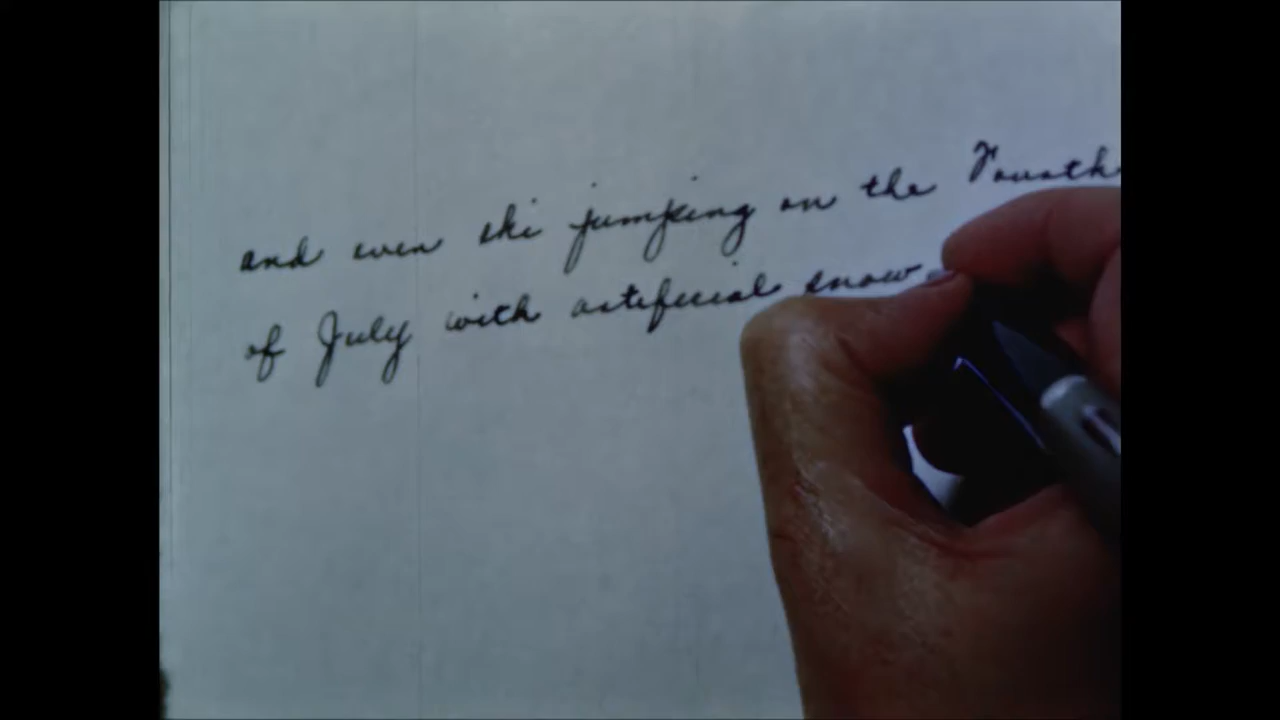 and even ski jumping on the Fourth
of July with artificial snow